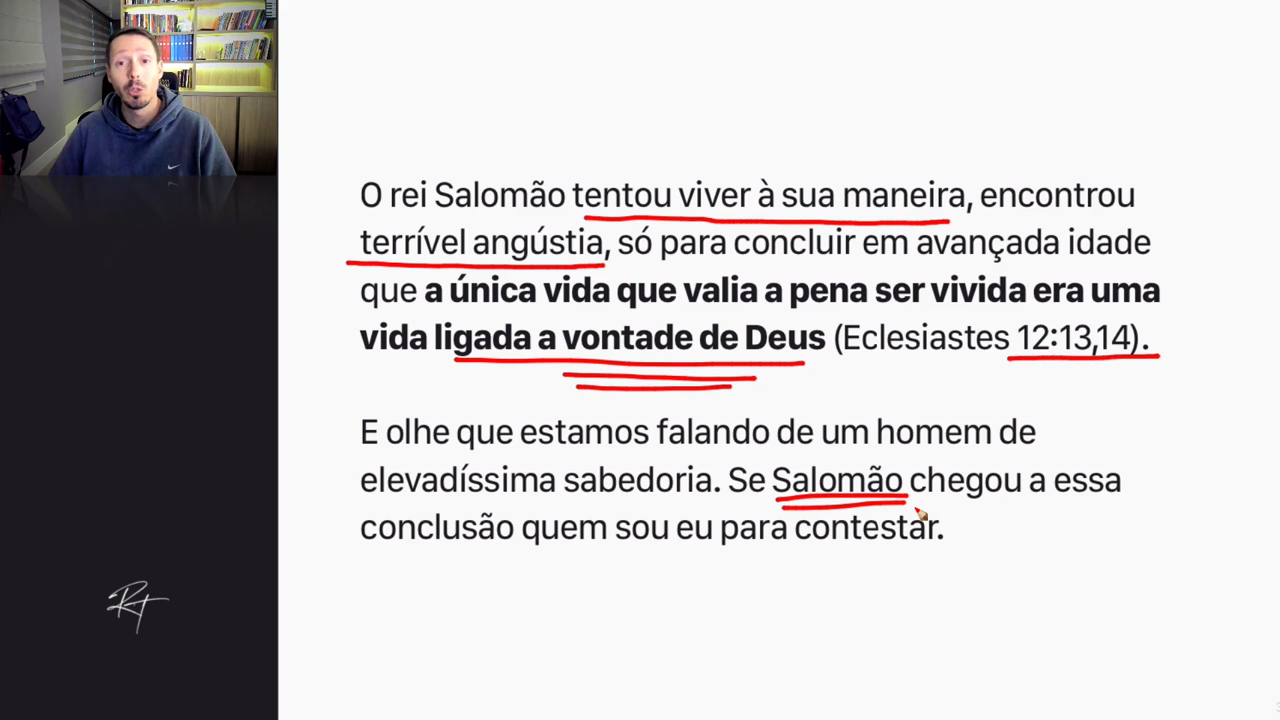 O rei Salomão tentou viver à sua maneira, encontrou
terrível angústia, só para concluir em avançada idade
que a única vida que valia a pena ser vivida era uma
vida ligada a vontade de Deus (Eclesiastes 12:13,14).
E olhe que estamos falando de um homem de
elevadíssima sabedoria. Se Salomão chegou a essa
conclusão quem sou eu para contestar.